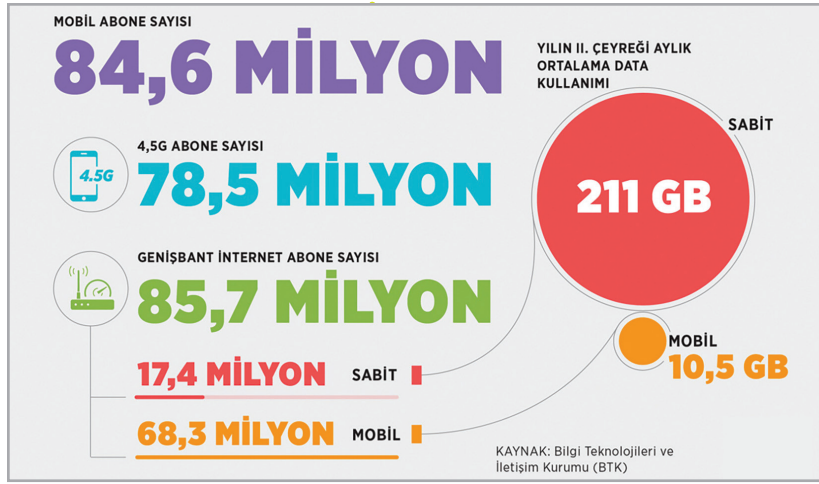 MOBİL ABONE SAYISI
84,6 MİLYON
4.5G
4,5G ABONE SAYISI
78,5 MİLYON
GENİŞBANT İNTERNET ABONE SAYISI
85,7 MİLYON
17,4 MİLYON SABİT
68,3 MİLYON MOBİL
YILIN II. ÇEYREĞİ AYLIK
ORTALAMA DATA
KULLANIMI
SABİT
211 GB
MOBİL
10,5 GB
KAYNAK: Bilgi Teknolojileri ve
İletişim Kurumu (BTK)